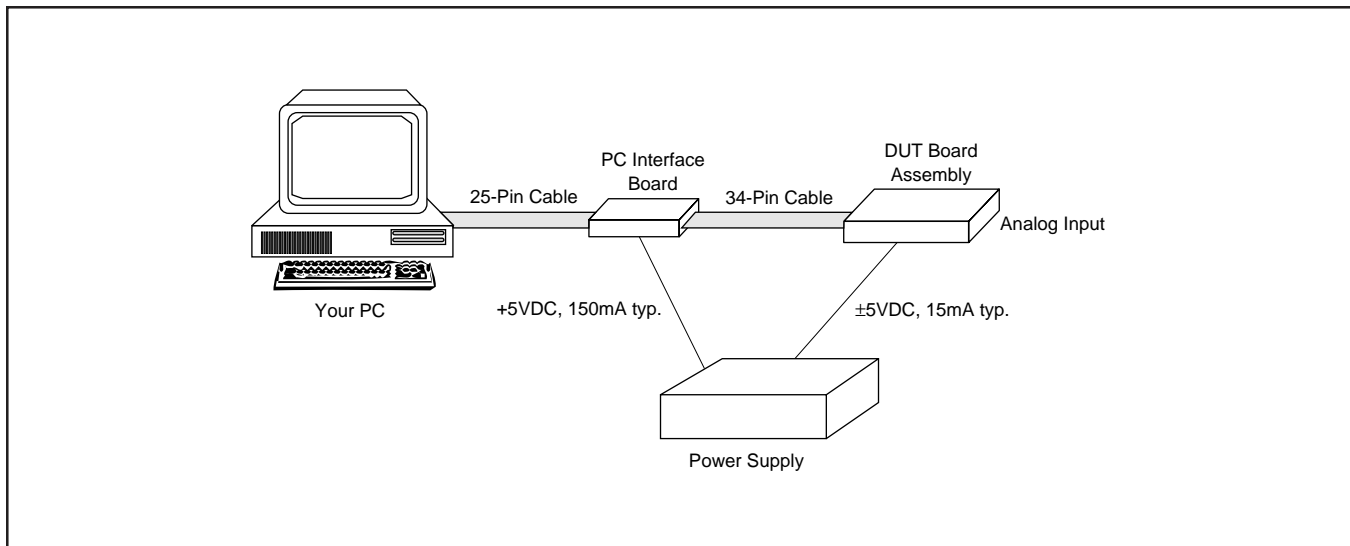 DUT Board
Assembly
PC Interface
Board
25-Pin Cable
34-Pin Cable
Analog Input
Your PC
+5VDC, 150mA typ.
±5VDC, 15mA typ.
Power Supply